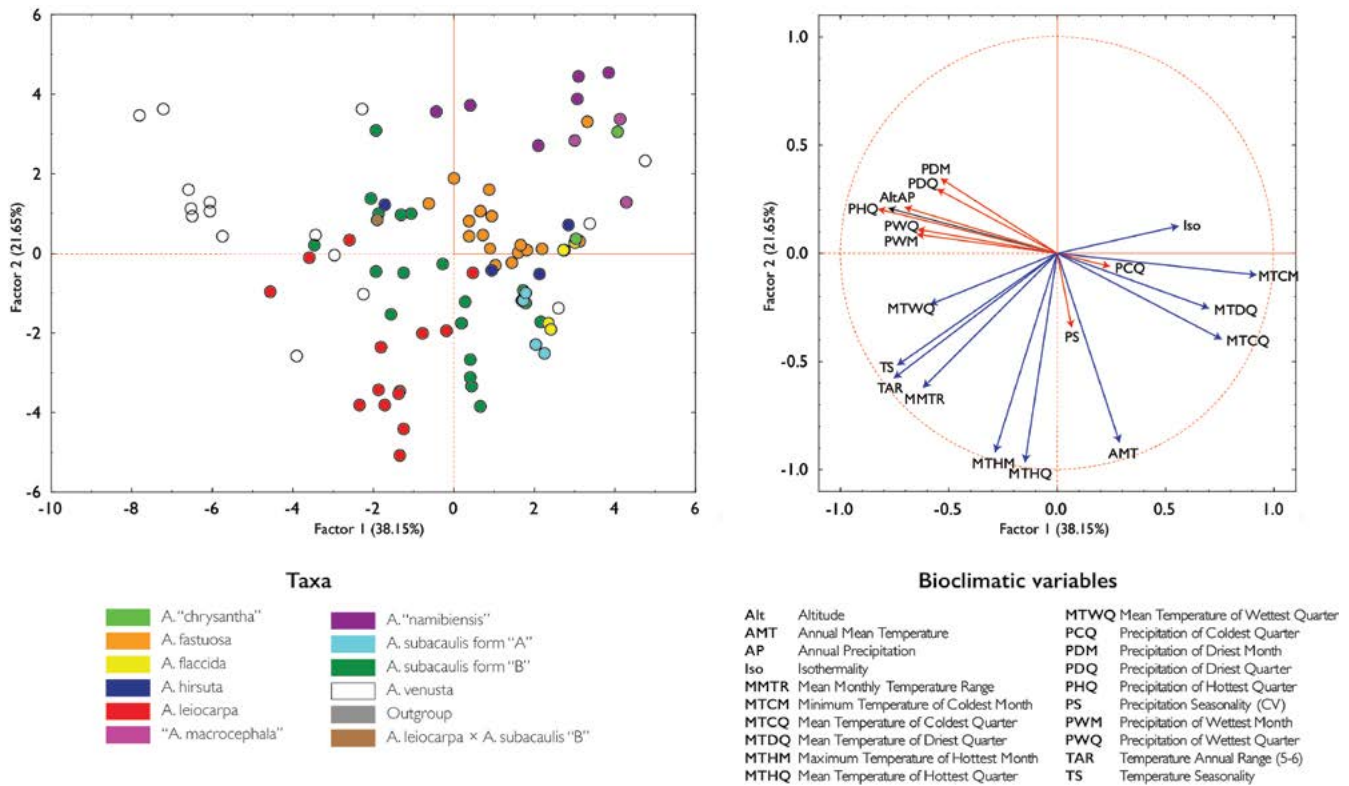 6
4
2
0
-2
-4
-6
-10
-8
-6
-4
-2
0
2
4
6
Factor 2 (21.65%)
Factor 1 (38.15%)
1.0
0.5
0.0
-0.5
-1.0
-1.0
-0.5
0.0
0.5
1.0
Factor 2 (21.65%)
Factor 1 (38.15%)
PDM
PDQ
AltAP
PHQ
PWQ
PWM
Iso
PCQ
MTCM
MTDQ
MTCQ
MTWQ
PS
TS
TAR
MMTR
MTHM
MTHQ
AMT
Taxa
A. "chrysantha"
A. fastuosa
A. flaccida
A. hirsuta
A. leiocarpa
"A. macrocephala"
A. "namibiensis"
A. subacaulis form "A"
A. subacaulis form "B"
A. venusta
Outgroup
A. leiocarpa × A. subacaulis "B"
Bioclimatic variables
Alt Altitude
AMT Annual Mean Temperature
AP Annual Precipitation
Iso Isothermality
MMTR Mean Monthly Temperature Range
MTCM Minimum Temperature of Coldest Month
MTCQ Mean Temperature of Coldest Quarter
MTDQ Mean Temperature of Driest Quarter
MTHM Maximum Temperature of Hottest Month
MTHQ Mean Temperature of Hottest Quarter
MTWQ Mean Temperature of Wettest Quarter
PCQ Precipitation of Coldest Quarter
PDM Precipitation of Driest Month
PDQ Precipitation of Driest Quarter
PHQ Precipitation of Hottest Quarter
PS Precipitation Seasonality (CV)
PWM Precipitation of Wettest Month
PWQ Precipitation of Wettest Quarter
TAR Temperature Annual Range (5-6)
TS Temperature Seasonality